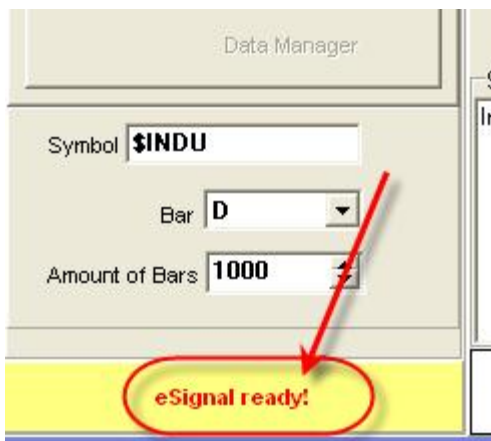 Data Manager
Symbol $INDU
Bar D
Amount of Bars 1000
eSignal ready!